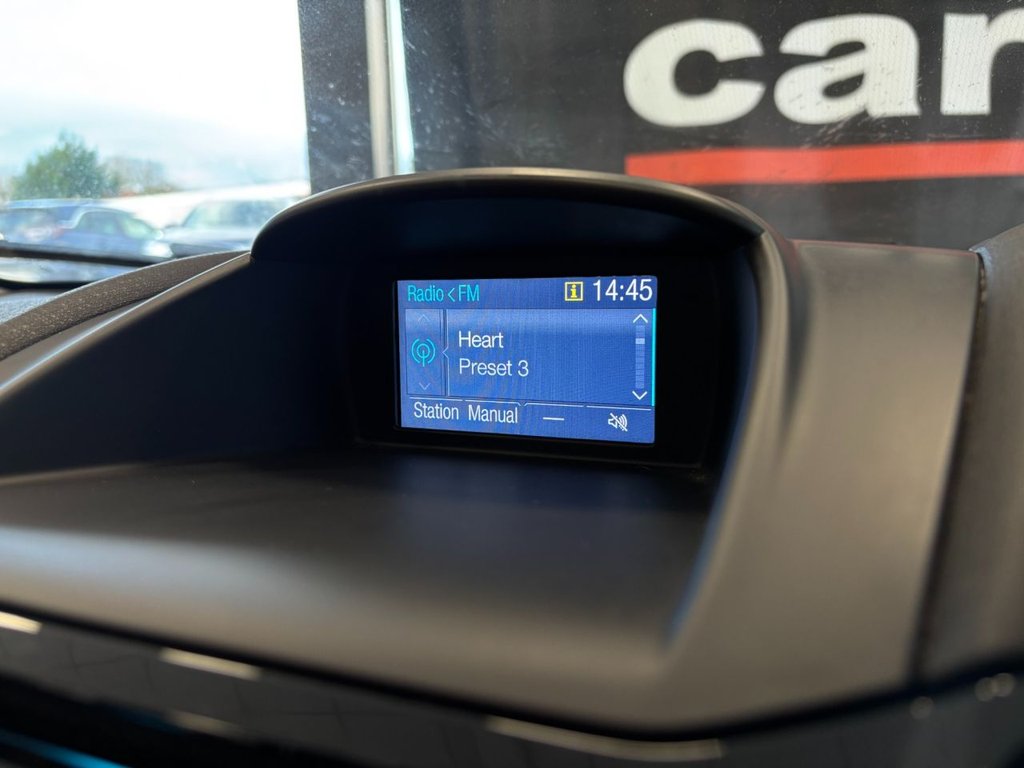 car
Radio < FM i 14:45
Heart
Preset 3
Station Manual